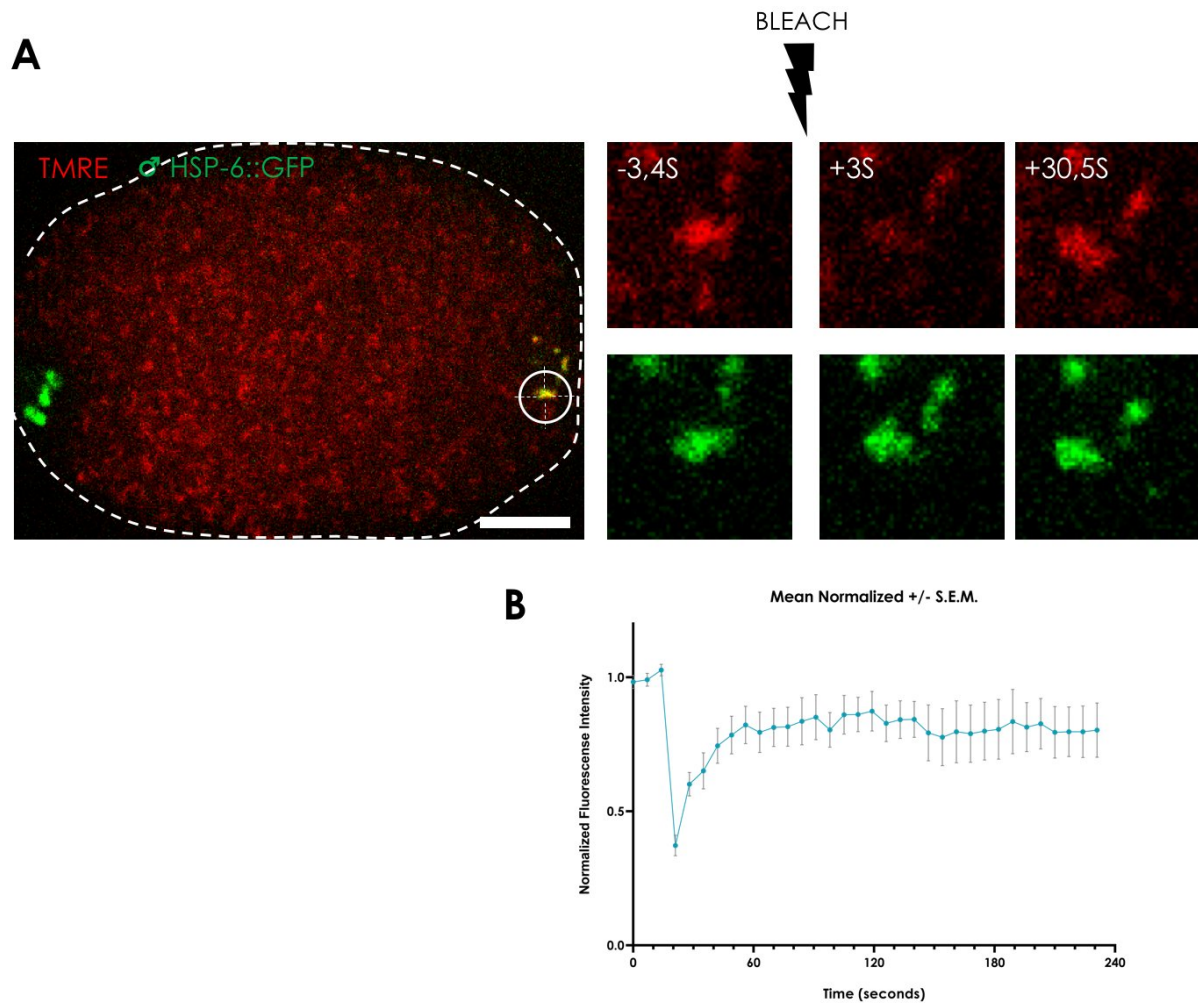 A
BLEACH
TMRE ♂ HSP-6::GFP
-3,4S
+3S
+30,5S
B
Mean Normalized +/- S.E.M.
Normalized Fluorescense Intensity
1.0
0.5
0.0
0 60 120 180 240
Time (seconds)